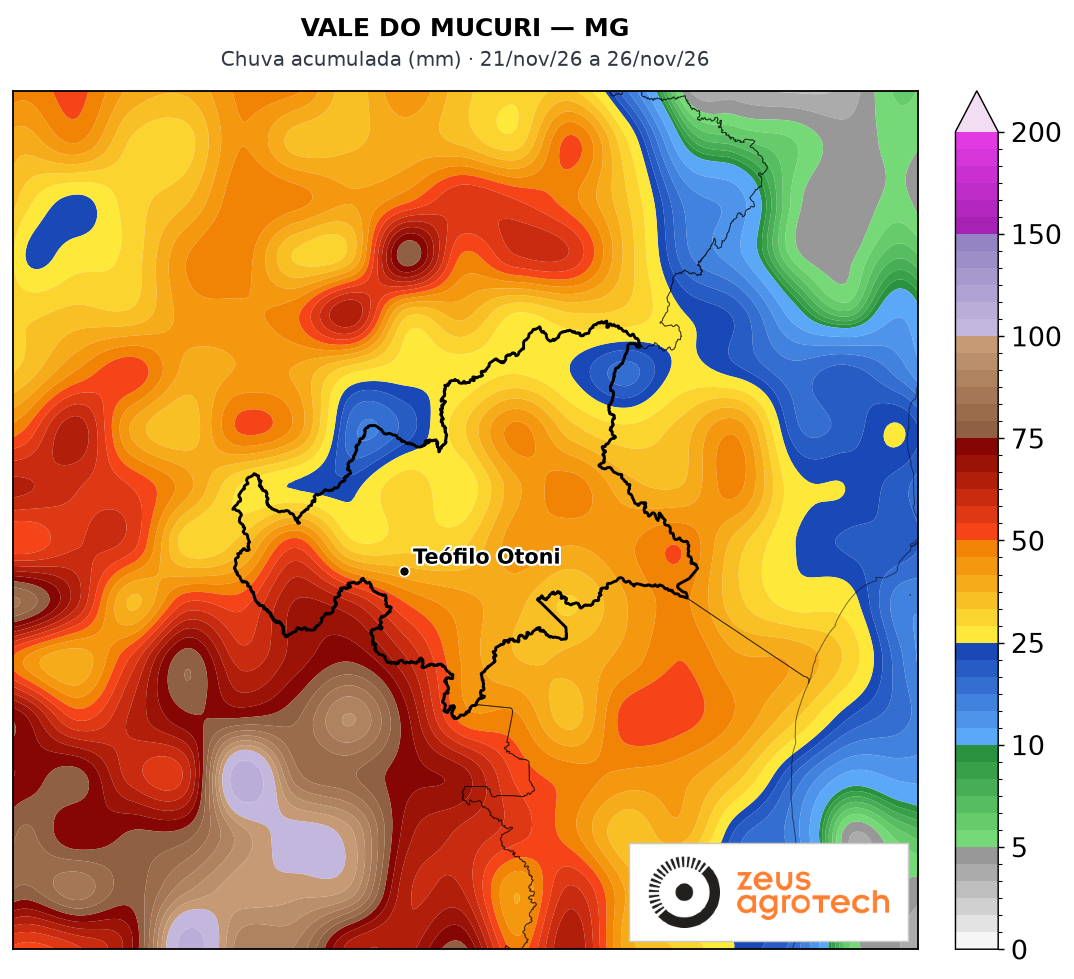 VALE DO MUCURI — MG
Chuva acumulada (mm) · 21/nov/26 a 26/nov/26
200
150
100
75
50
25
10
5
0
Teófilo Otoni
zeus
agrotech